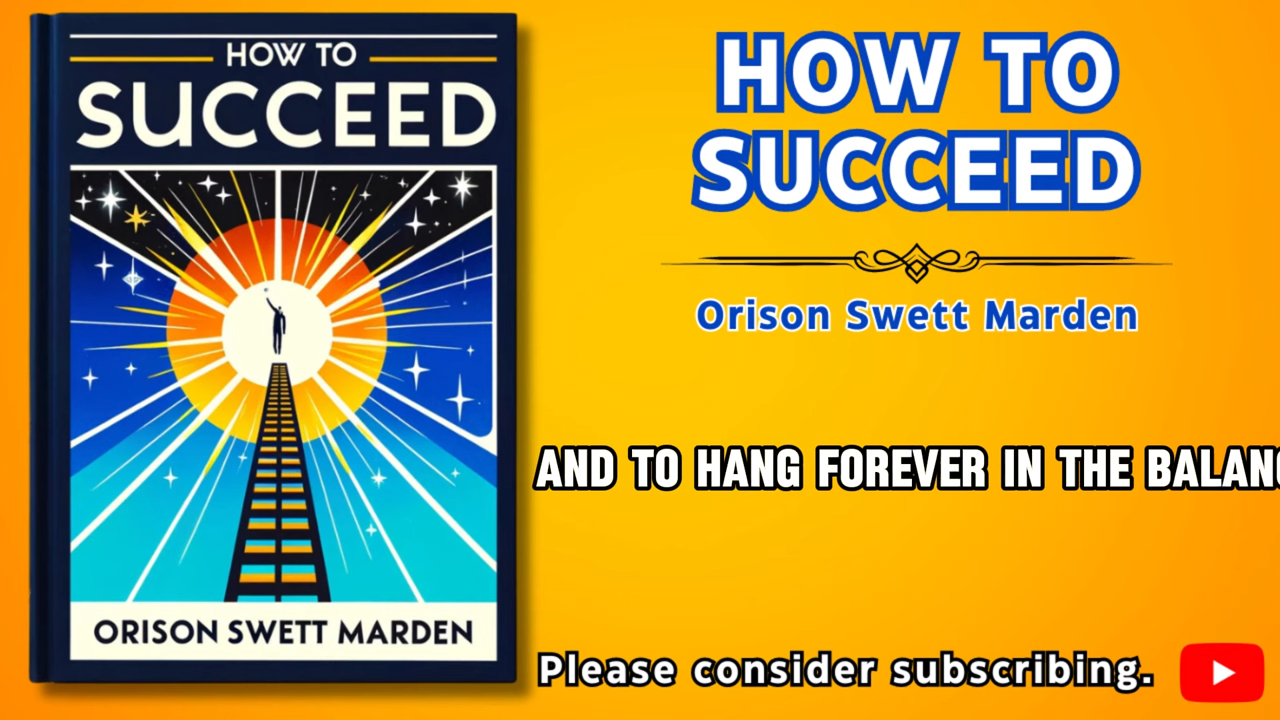 HOW TO
SUCCEED
ORISON SWETT MARDEN
HOW TO
SUCCEED
Orison Swett Marden
AND TO HANG FOREVER IN THE
Please consider subscribing.